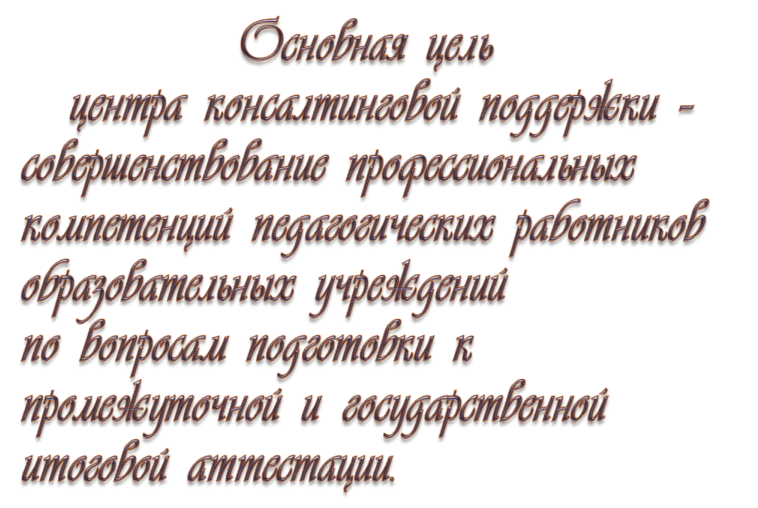 Основная цель
центра консалтинговой поддержки -
совершенствование профессиональных
компетенций педагогических работников
образовательных учреждений
по вопросам подготовки к
промежуточной и государственной
итоговой аттестации.